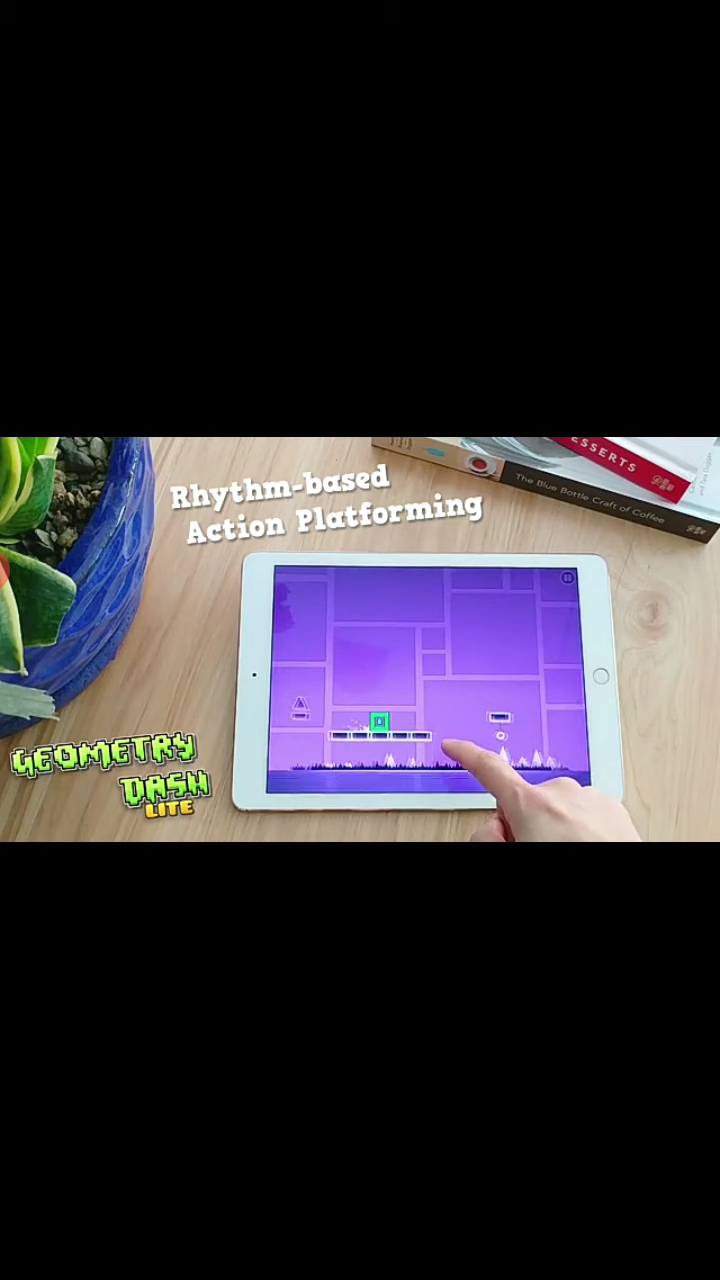 ESSERTS
The Blue Bottle Craft of Coffee
Rhythm-based
Action Platforming
GEOMETRY
DASH
LITE